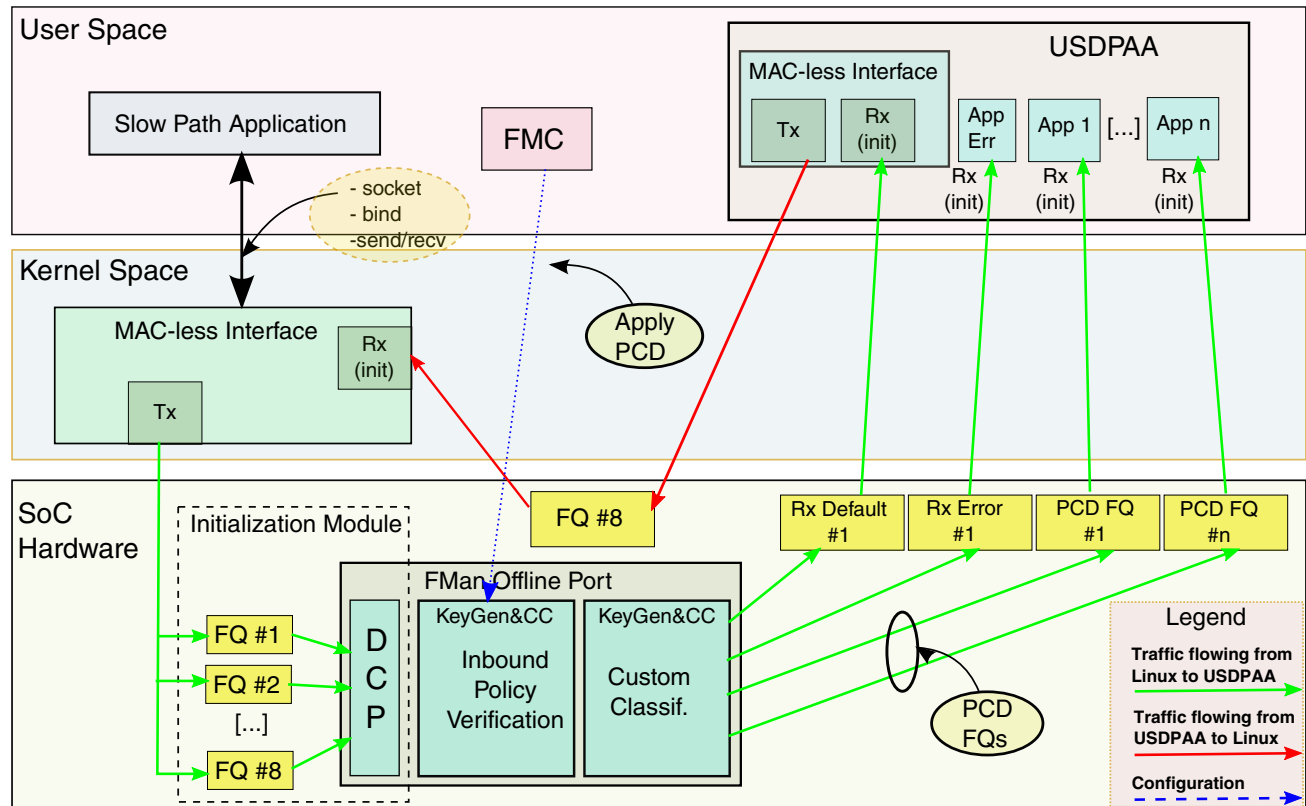 User Space
USDPAA
MAC-less Interface
Tx
Rx
(init)
App
Err
App 1
[...]
App n
Rx
(init)
Rx
(init)
Rx
(init)
Slow Path Application
FMC
- socket
- bind
-send/recv
Kernel Space
MAC-less Interface
Rx
(init)
Tx
Apply
PCD
SoC
Hardware
Initialization Module
FQ #8
Rx Default
#1
Rx Error
#1
PCD FQ
#1
PCD FQ
#n
FMan Offline Port
FQ #1
FQ #2
[...]
FQ #8
D
C
P
KeyGen&CC
Inbound
Policy
Verification
KeyGen&CC
Custom
Classif.
PCD
FQs
Legend
Traffic flowing from
Linux to USDPAA
Traffic flowing from
USDPAA to Linux
Configuration